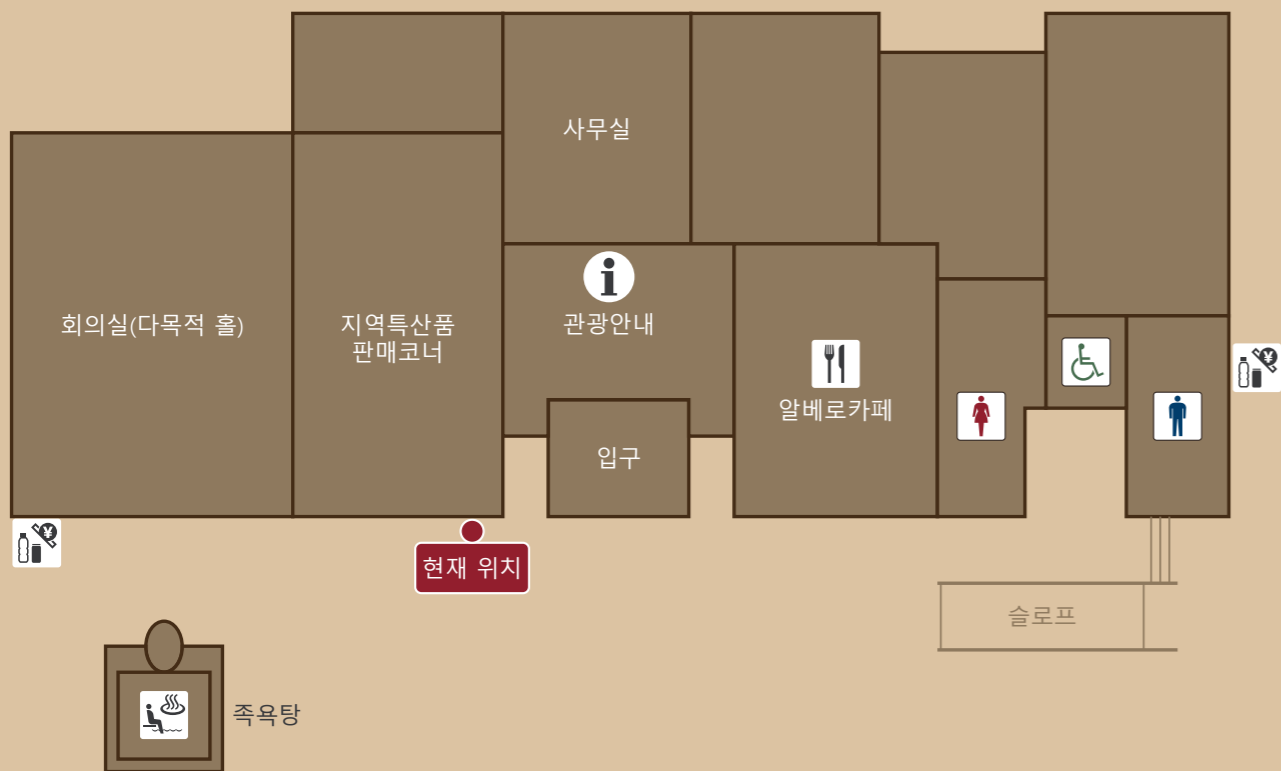 사무실
회의실(다목적 홀)
지역특산품
판매코너
i
관광안내
알베로카페
입구
¥
¥
현재 위치
슬로프
족욕탕